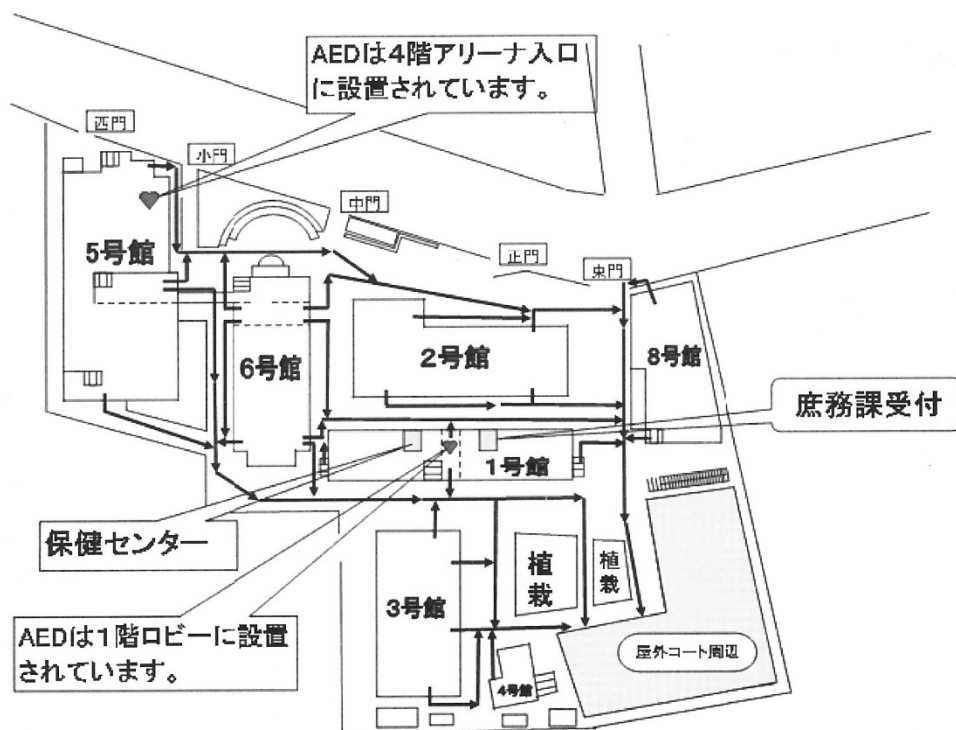 AEDは4階アリーナ入口
に設置されています。
西門
小門
中門
正門
東門
5号館
6号館
2号館
8号館
庶務課受付
1号館
保健センター
植
栽
植
栽
3号館
AEDは1階ロビーに設置
されています。
屋外コート周辺
4号館